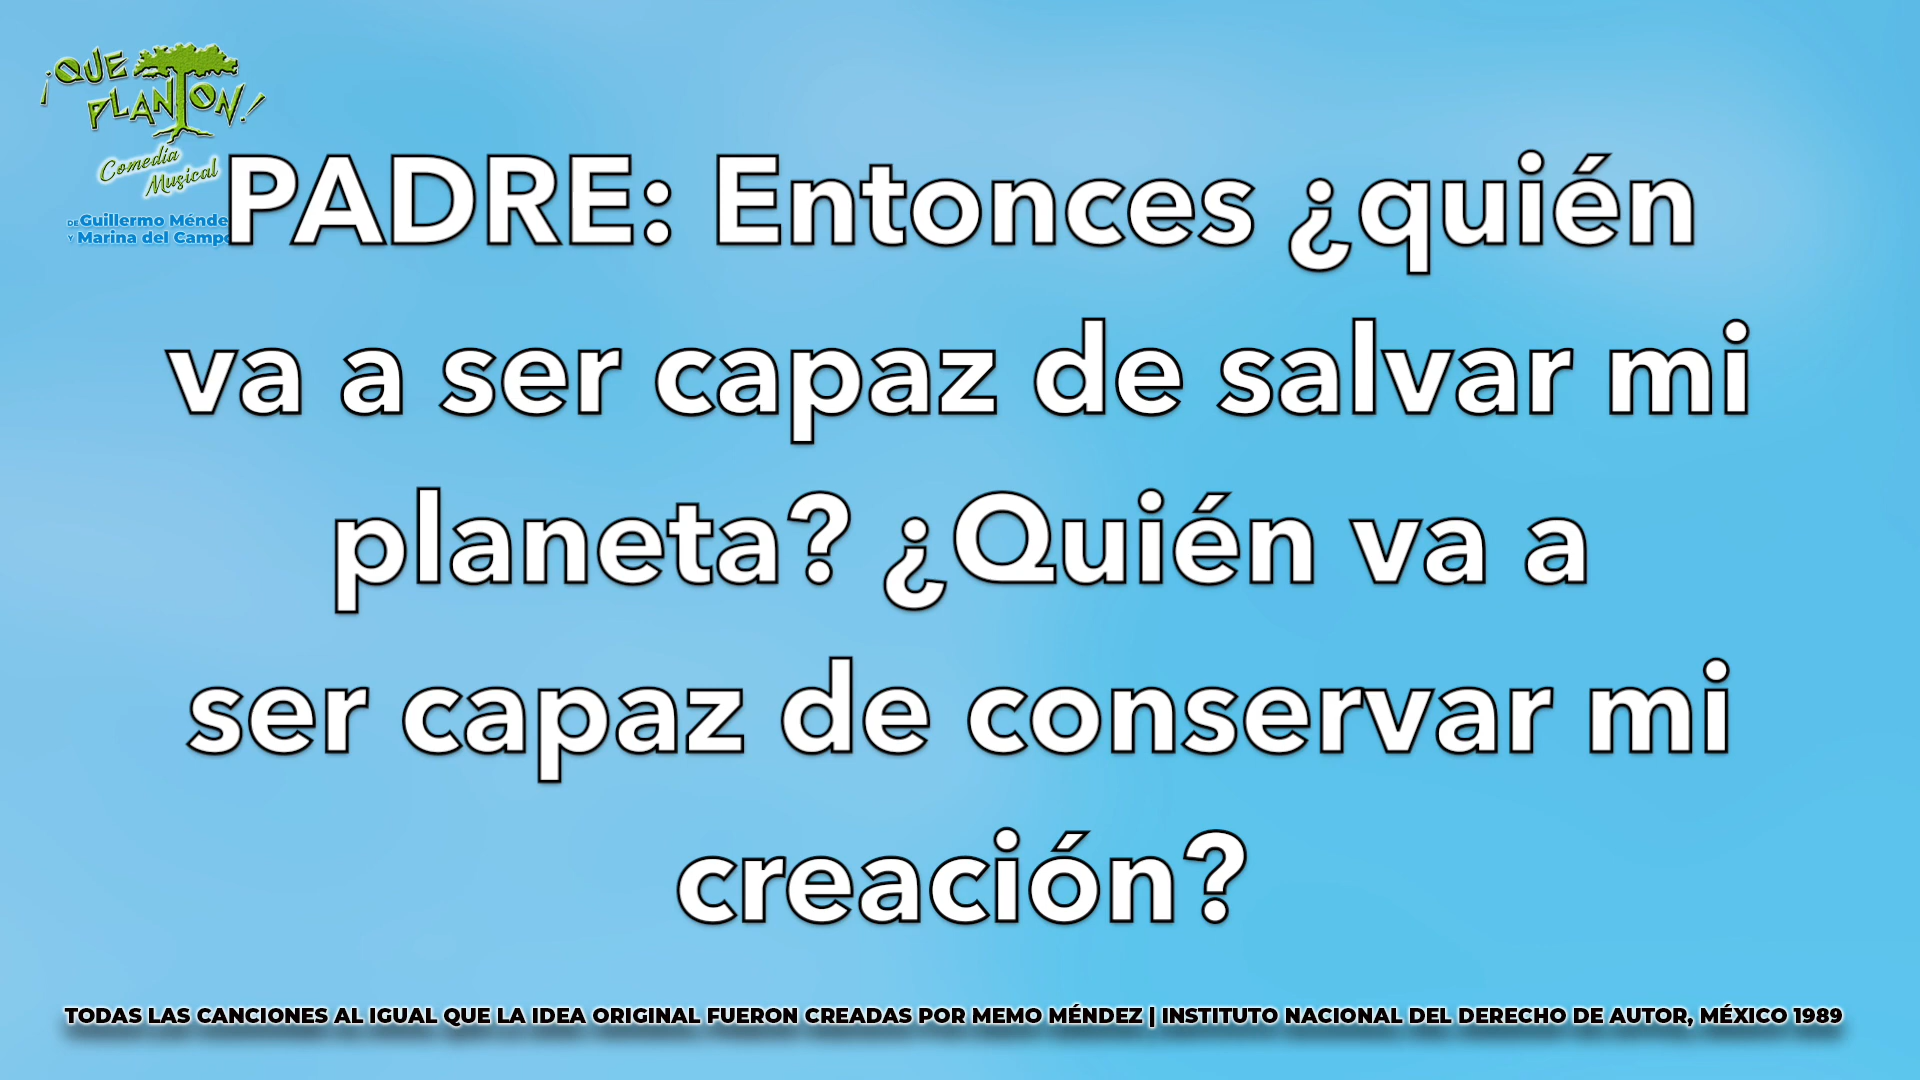 ¡QUE
PLANTON!
Comedia
Musical
DE Guillermo Ménde
Y Marina del Campo
PADRE: Entonces ¿quién
va a ser capaz de salvar mi
planeta? ¿Quién va a
ser capaz de conservar mi
creación?
TODAS LAS CANCIONES AL IGUAL QUE LA IDEA ORIGINAL FUERON CREADAS POR MEMO MÉNDEZ | INSTITUTO NACIONAL DEL DERECHO DE AUTOR, MÉXICO 1989